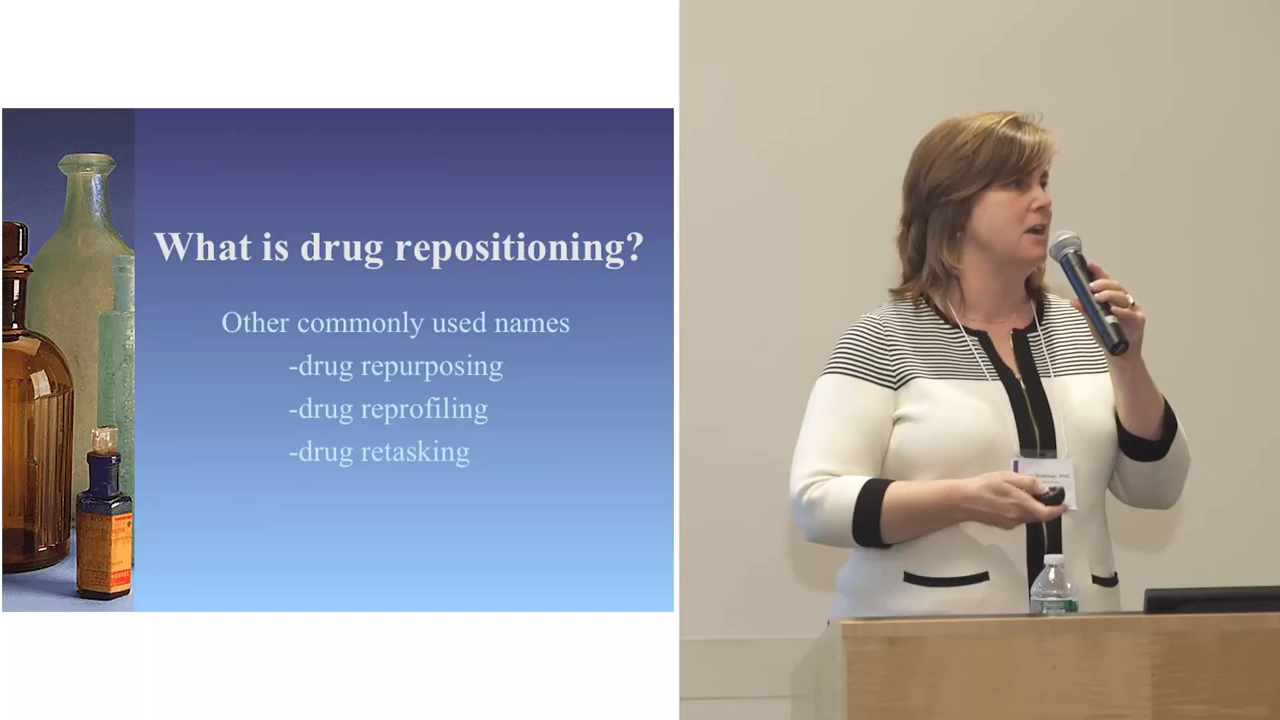 What is drug repositioning?
Other commonly used names
-drug repurposing
-drug reprofiling
-drug retasking